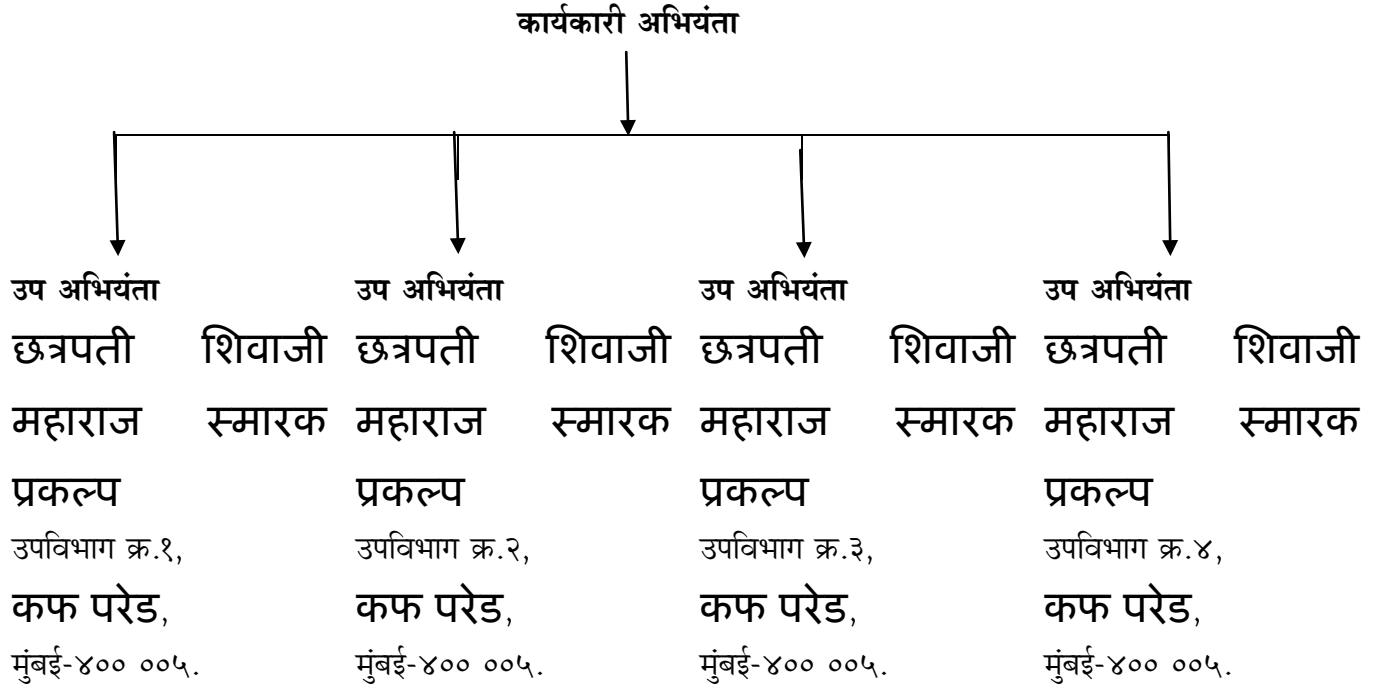 कार्यकारी अभियंता
उप अभियंता
छत्रपती शिवाजी
महाराज स्मारक
प्रकल्प
उपविभाग क्र.१,
कफ परेड,
मुंबई-४०० ००५.
उप अभियंता
छत्रपती शिवाजी
महाराज स्मारक
प्रकल्प
उपविभाग क्र.२,
कफ परेड,
मुंबई-४०० ००५.
उप अभियंता
छत्रपती शिवाजी
महाराज स्मारक
प्रकल्प
उपविभाग क्र.३,
कफ परेड,
मुंबई-४०० ००५.
उप अभियंता
छत्रपती शिवाजी
महाराज स्मारक
प्रकल्प
उपविभाग क्र.४,
कफ परेड,
मुंबई-४०० ००५.